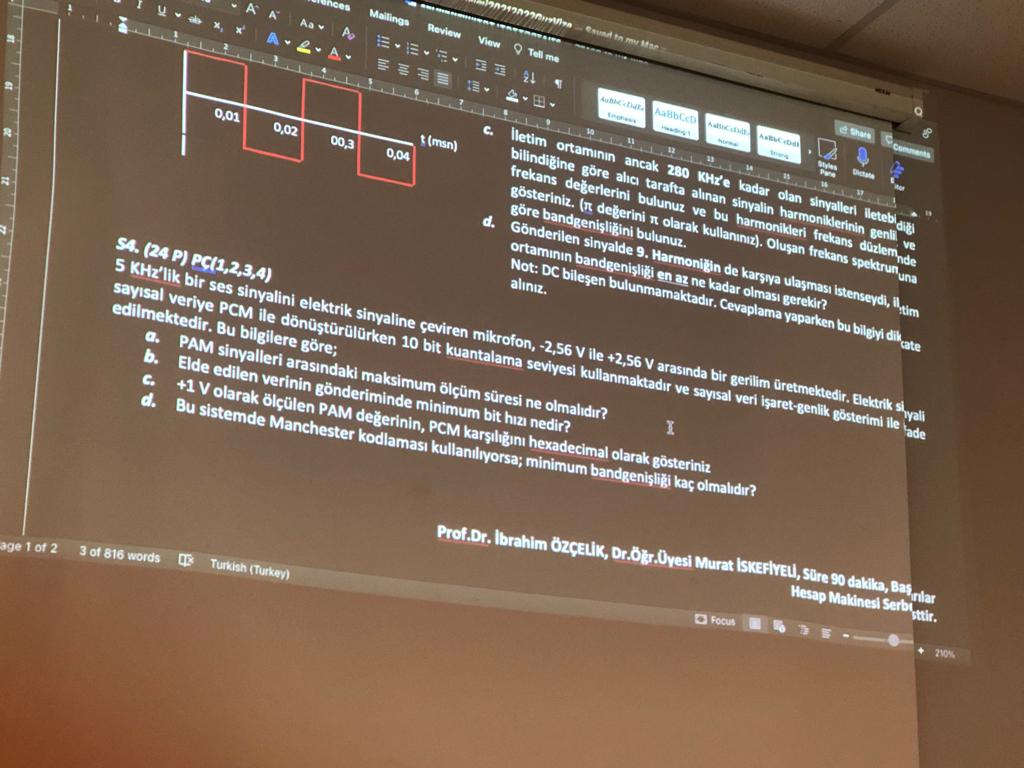 Saved to my Mac
Mailings
Review
View
Tell me
Aa
AaBbCcDdEe
Emphasis
AaBbCcD
Heading 1
AaBbCcDdEe
Normal
AaBbCcDdE
Strong
Styles
Pane
Dictate
Share
Comments
0,01
0,02
00,3
0,04
t (msn)
c. İletim ortamının ancak 280 KHz’e kadar olan sinyalleri iletebildiği
bilindiğine göre alıcı tarafta alınan sinyalin harmoniklerinin genlik ve
frekans değerlerini bulunuz ve bu harmonikleri frekans düzleminde
gösteriniz. (π değerini π olarak kullanınız). Oluşan frekans spektrumuna
göre bandgenişliğini bulunuz.
d. Gönderilen sinyalde 9. Harmoniğin de karşıya ulaşması istenseydi, iletim
ortamının bandgenişliği en az ne kadar olması gerekir?
Not: DC bileşen bulunmamaktadır. Cevaplama yaparken bu bilgiyi dikkate
alınız.
S4. (24 P) PC(1,2,3,4)
5 KHz’lik bir ses sinyalini elektrik sinyaline çeviren mikrofon, -2,56 V ile +2,56 V arasında bir gerilim üretmektedir. Elektrik sinyali
sayısal veriye PCM ile dönüştürülürken 10 bit kuantalama seviyesi kullanmaktadır ve sayısal veri işaret-genlik gösterimi ile ifade
edilmektedir. Bu bilgilere göre;
a. PAM sinyalleri arasındaki maksimum ölçüm süresi ne olmalıdır?
b. Elde edilen verinin gönderiminde minimum bit hızı nedir?
c. +1 V olarak ölçülen PAM değerinin, PCM karşılığını hexadecimal olarak gösteriniz
d. Bu sistemde Manchester kodlaması kullanılıyorsa; minimum bandgenişliği kaç olmalıdır?
Prof.Dr. İbrahim ÖZÇELİK, Dr.Öğr.Üyesi Murat İSKEFİYELİ, Süre 90 dakika, Başarılar
Hesap Makinesi Serbesttir.
age 1 of 2
3 of 816 words
Turkish (Turkey)
Focus
210%